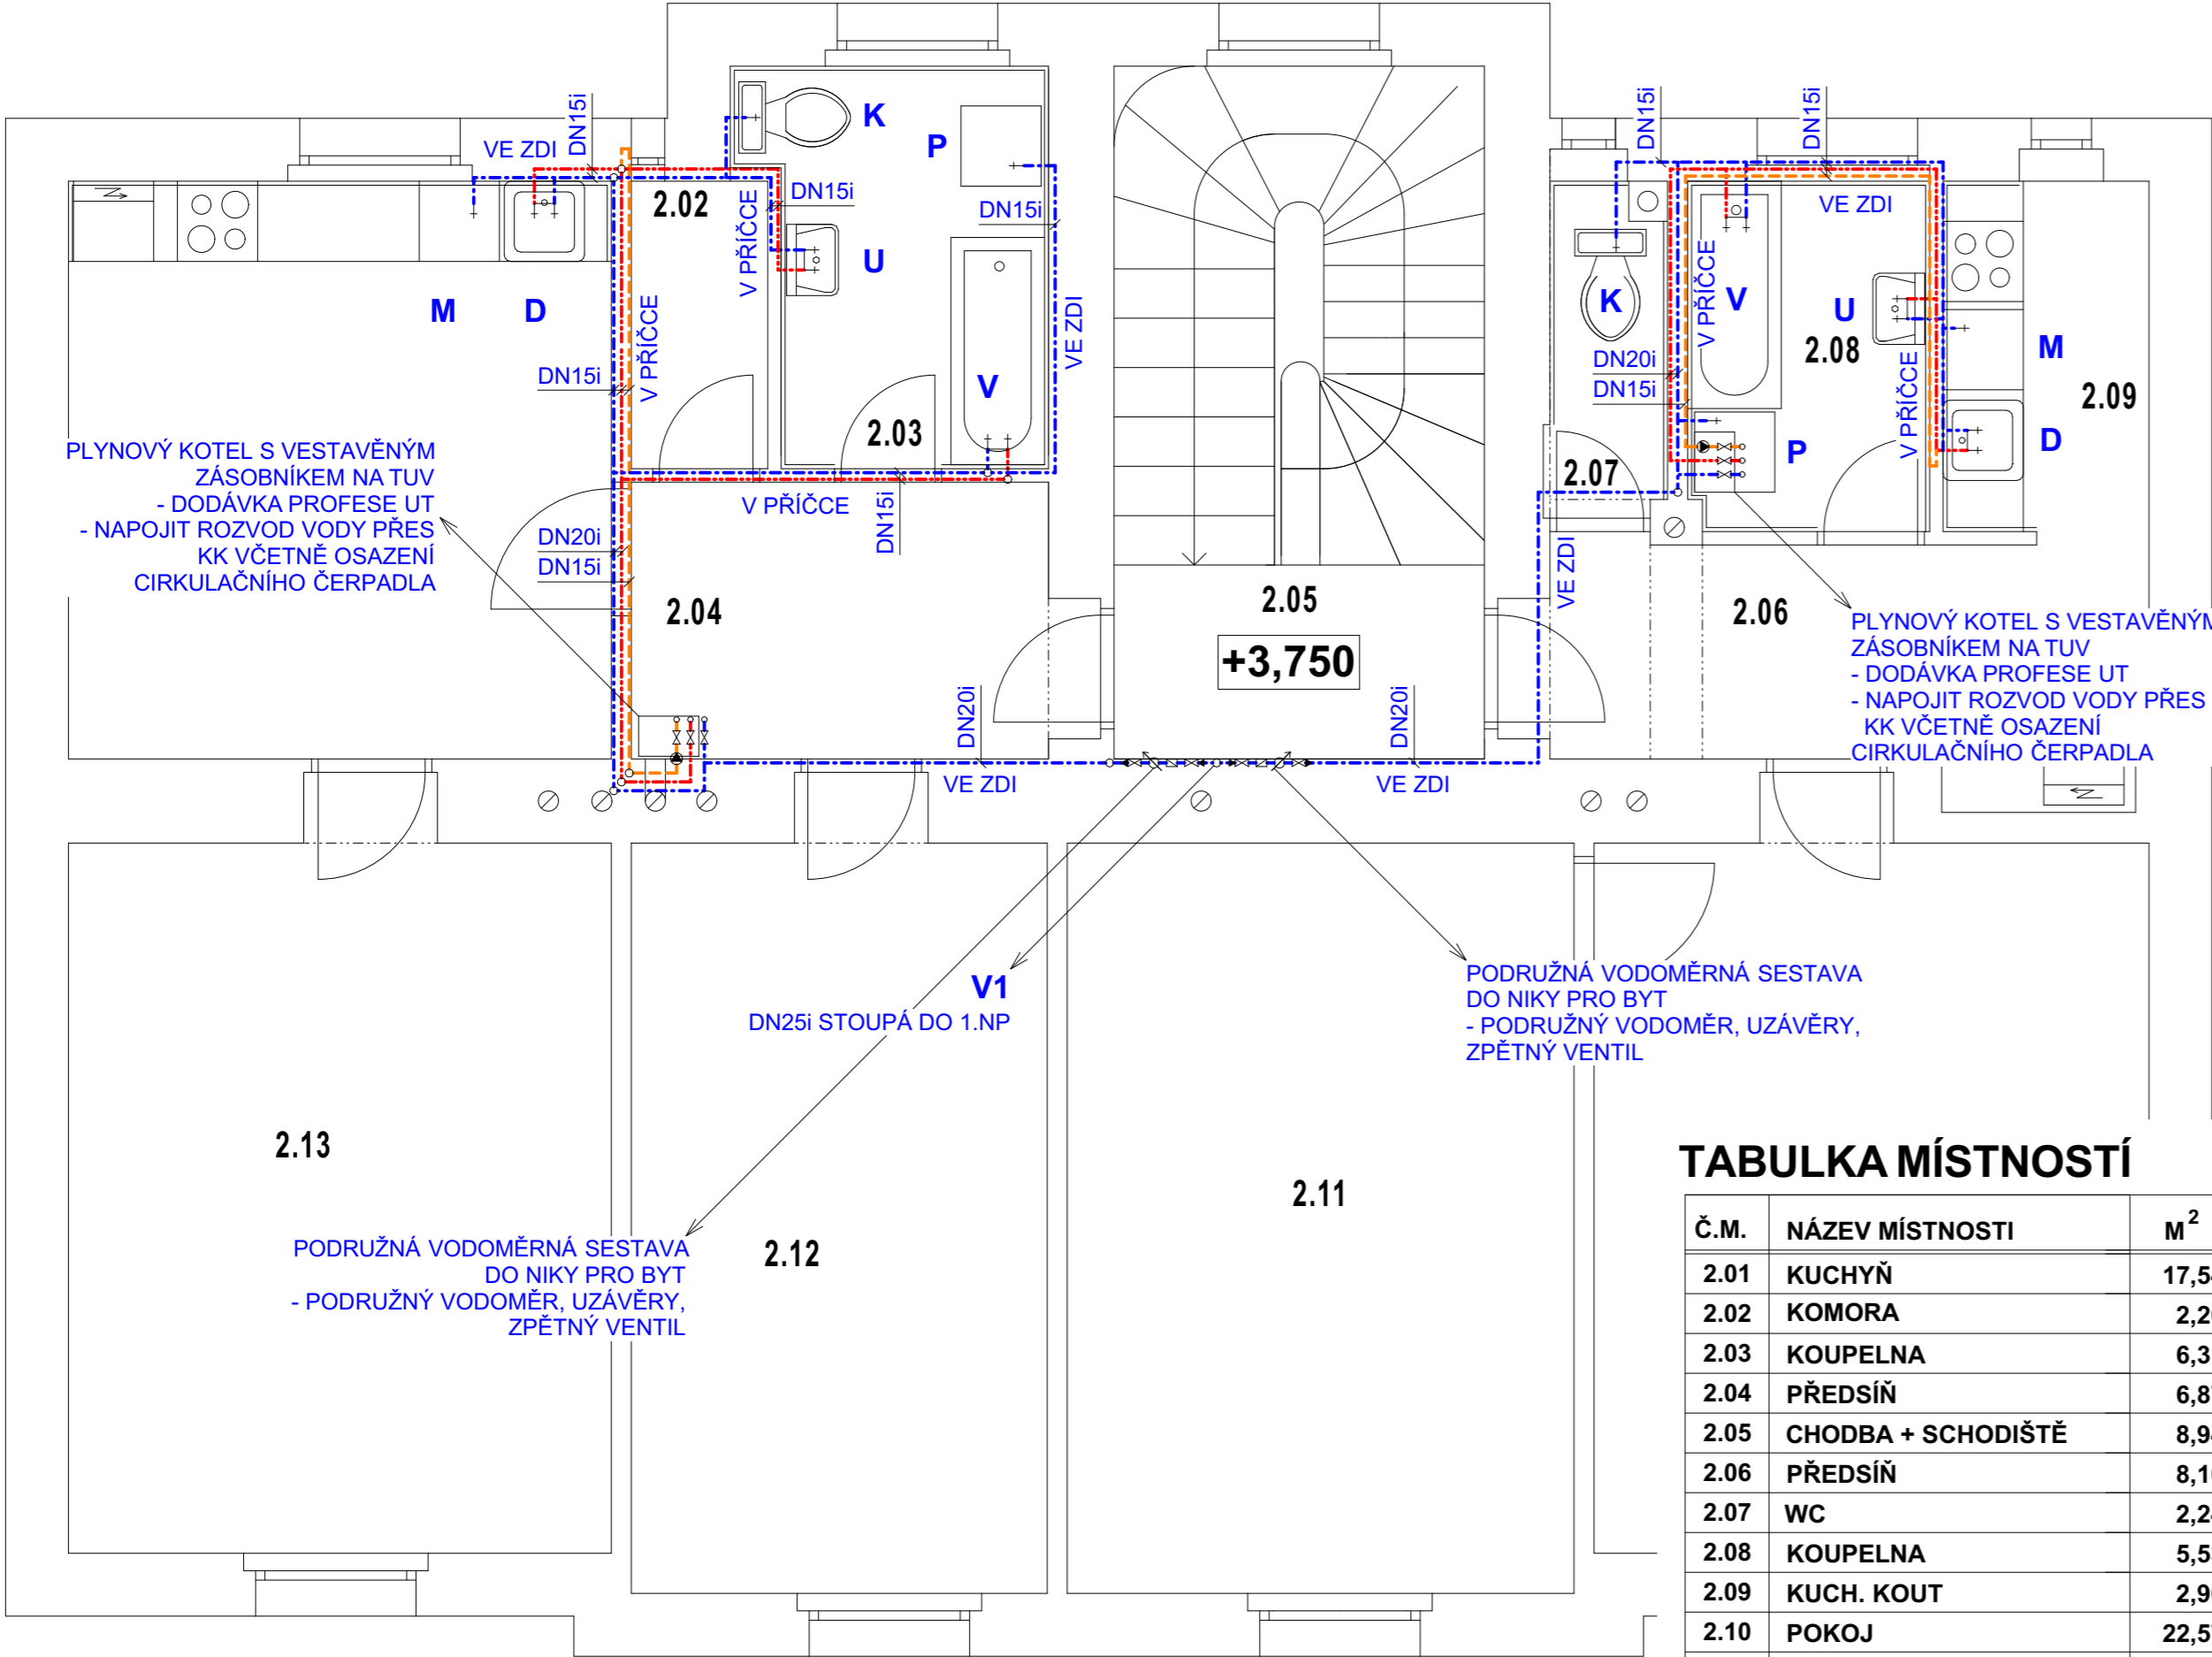 DN15i
VE ZDI
K
P
2.02
V PŘÍČCE
DN15i
DN15i
U
M
D
V PŘÍČCE
DN15i
VE ZDI
V
2.03
V PŘÍČCE
DN15i
PLYNOVÝ KOTEL S VESTAVĚNÝM
ZÁSOBNÍKEM NA TUV
- DODÁVKA PROFESE UT
- NAPOJIT ROZVOD VODY PŘES
KK VČETNĚ OSAZENÍ
CIRKULAČNÍHO ČERPADLA
DN20i
DN15i
2.04
2.05
+3,750
DN20i
VE ZDI
DN20i
VE ZDI
DN15i
DN15i
VE ZDI
V PŘÍČCE
K
V
U
2.08
DN20i
DN15i
V PŘÍČCE
M
2.09
D
P
2.07
VE ZDI
2.06
PLYNOVÝ KOTEL S VESTAVĚNÝM
ZÁSOBNÍKEM NA TUV
- DODÁVKA PROFESE UT
- NAPOJIT ROZVOD VODY PŘES
KK VČETNĚ OSAZENÍ
CIRKULAČNÍHO ČERPADLA
V1
DN25i STOUPÁ DO 1.NP
PODRUŽNÁ VODOMĚRNÁ SESTAVA
DO NIKY PRO BYT
- PODRUŽNÝ VODOMĚR, UZÁVĚRY,
ZPĚTNÝ VENTIL
2.13
2.12
2.11
PODRUŽNÁ VODOMĚRNÁ SESTAVA
DO NIKY PRO BYT
- PODRUŽNÝ VODOMĚR, UZÁVĚRY,
ZPĚTNÝ VENTIL
TABULKA MÍSTNOSTÍ
Č.M. NÁZEV MÍSTNOSTI M²
2.01 KUCHYŇ
2.02 KOMORA
2.03 KOUPELNA
2.04 PŘEDSÍŇ
2.05 CHODBA + SCHODIŠTĚ
2.06 PŘEDSÍŇ
2.07 WC
2.08 KOUPELNA
2.09 KUCH. KOUT
2.10 POKOJ